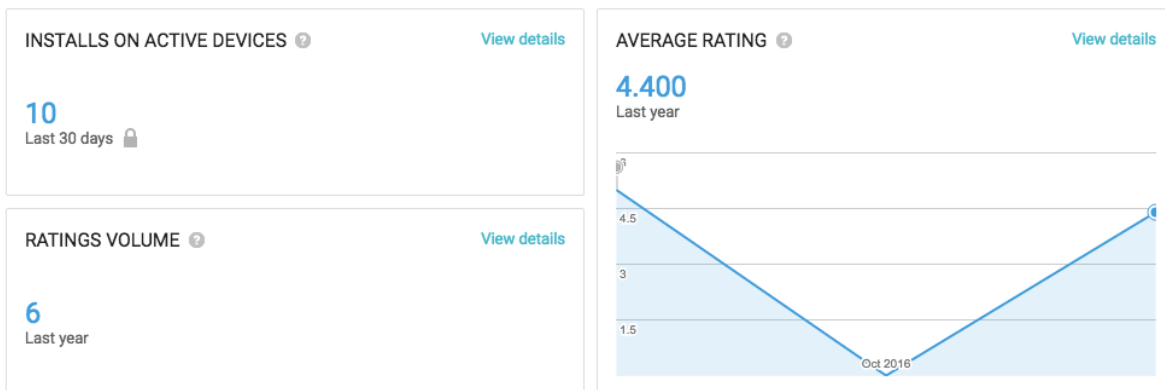 INSTALLS ON ACTIVE DEVICES
View details
10
Last 30 days
RATINGS VOLUME
View details
6
Last year
AVERAGE RATING
View details
4.400
Last year
4.5
3
1.5
Oct 2016